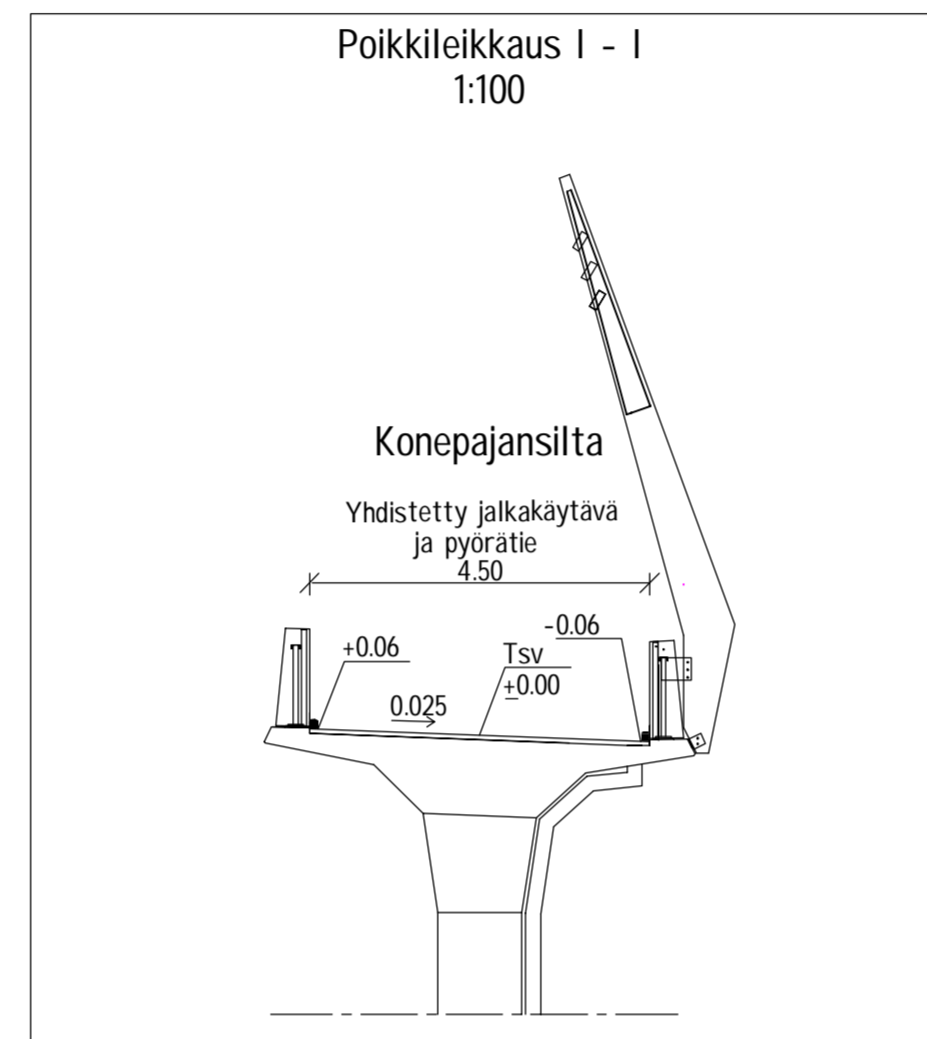 Poikkileikkaus I - I
1:100
Konepajansilta
Yhdistetty jalkakäytävä
ja pyörätie
4.50
+0.06
-0.06
Tsv
±0.00
0.025